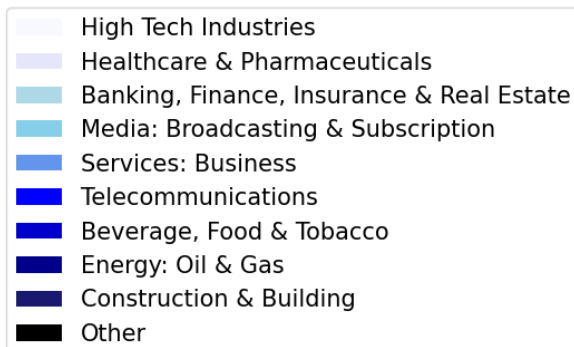 High Tech Industries
Healthcare & Pharmaceuticals
Banking, Finance, Insurance & Real Estate
Media: Broadcasting & Subscription
Services: Business
Telecommunications
Beverage, Food & Tobacco
Energy: Oil & Gas
Construction & Building
Other